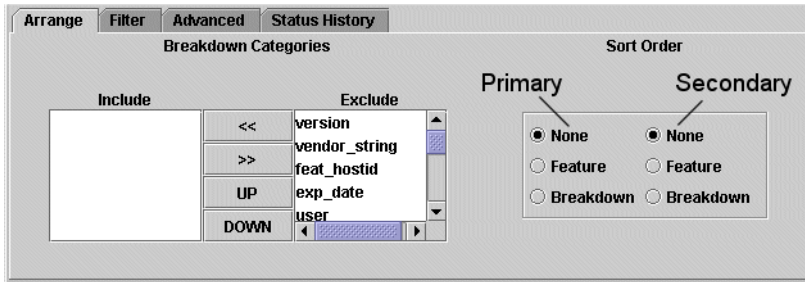 Arrange Filter Advanced Status History
Breakdown Categories
Sort Order
Primary Secondary
Include
Exclude
<<
>>
UP
DOWN
version
vendor_string
feat_hostid
exp_date
user
None None
Feature Feature
Breakdown Breakdown